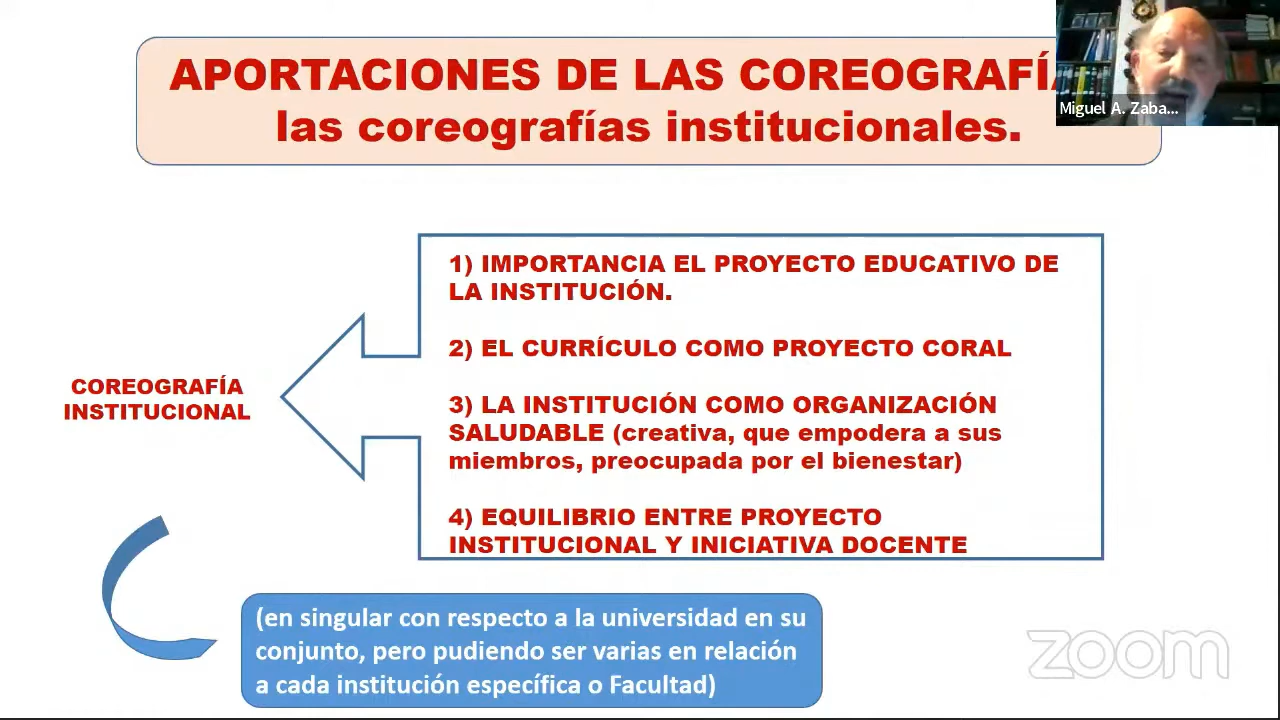 APORTACIONES DE LAS COREOGRAFÍA
las coreografías institucionales.
Miguel A. Zaba...
1) IMPORTANCIA EL PROYECTO EDUCATIVO DE
LA INSTITUCIÓN.
2) EL CURRÍCULO COMO PROYECTO CORAL
3) LA INSTITUCIÓN COMO ORGANIZACIÓN
SALUDABLE (creativa, que empodera a sus
miembros, preocupada por el bienestar)
4) EQUILIBRIO ENTRE PROYECTO
INSTITUCIONAL Y INICIATIVA DOCENTE
COREOGRAFÍA
INSTITUCIONAL
(en singular con respecto a la universidad en su
conjunto, pero pudiendo ser varias en relación
a cada institución específica o Facultad)
zoom